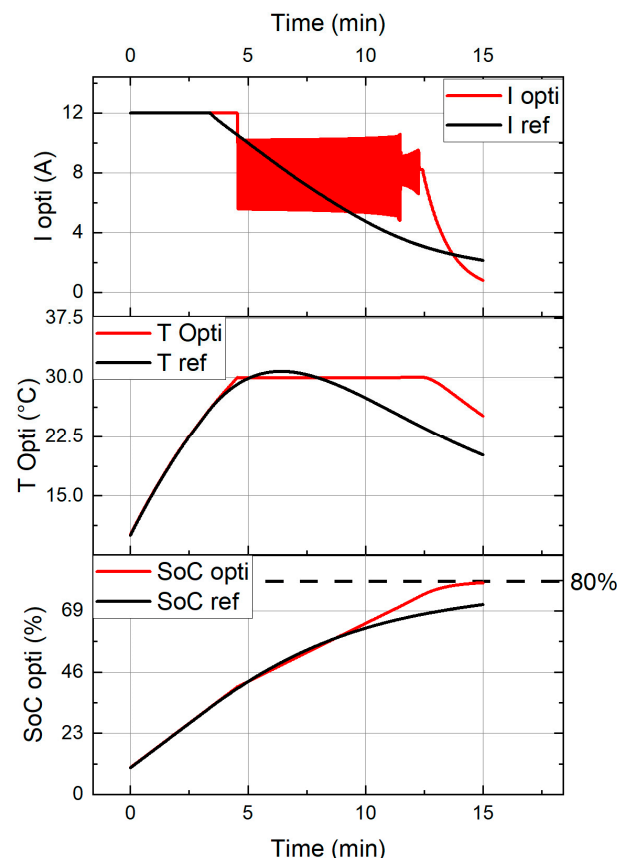 Time (min)
0 5 10 15
I opti (A)
12
8
4
0
I opti
I ref
T Opti (°C)
37.5
30.0
22.5
15.0
T Opti
T ref
SoC opti (%)
69
46
23
0
SoC opti
SoC ref
80%
0 5 10 15
Time (min)